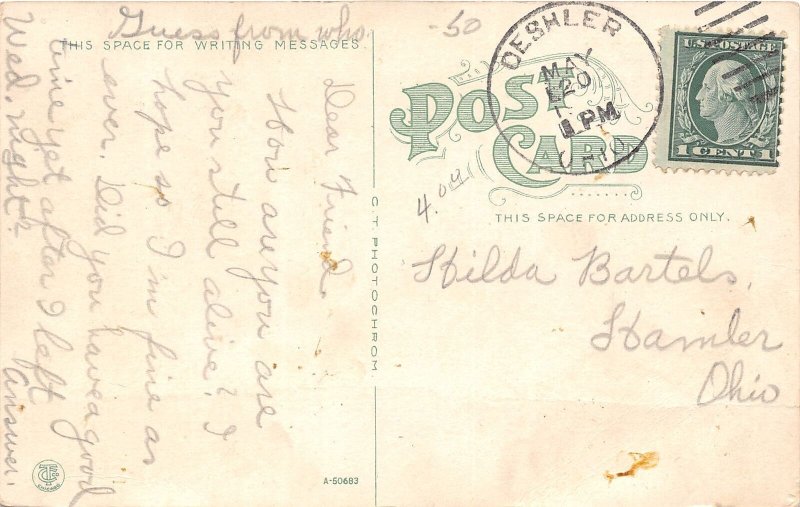 Guess from who.
THIS SPACE FOR WRITING MESSAGES.
Dear Friend.
How are you are
you still alive? I
hope so I'm fine as
ever. Did you have a good
time yet after I left
Wed. night?
Answer.
C.T. PHOTOCHROM
A-50683
CHICAGO
-50
4.00
DESHLER
MAY
20
1 PM
OHIO
U.S. POSTAGE
1 CENT 1
POST
CARD
THIS SPACE FOR ADDRESS ONLY.
Hilda Bartels,
Hamler
Ohio